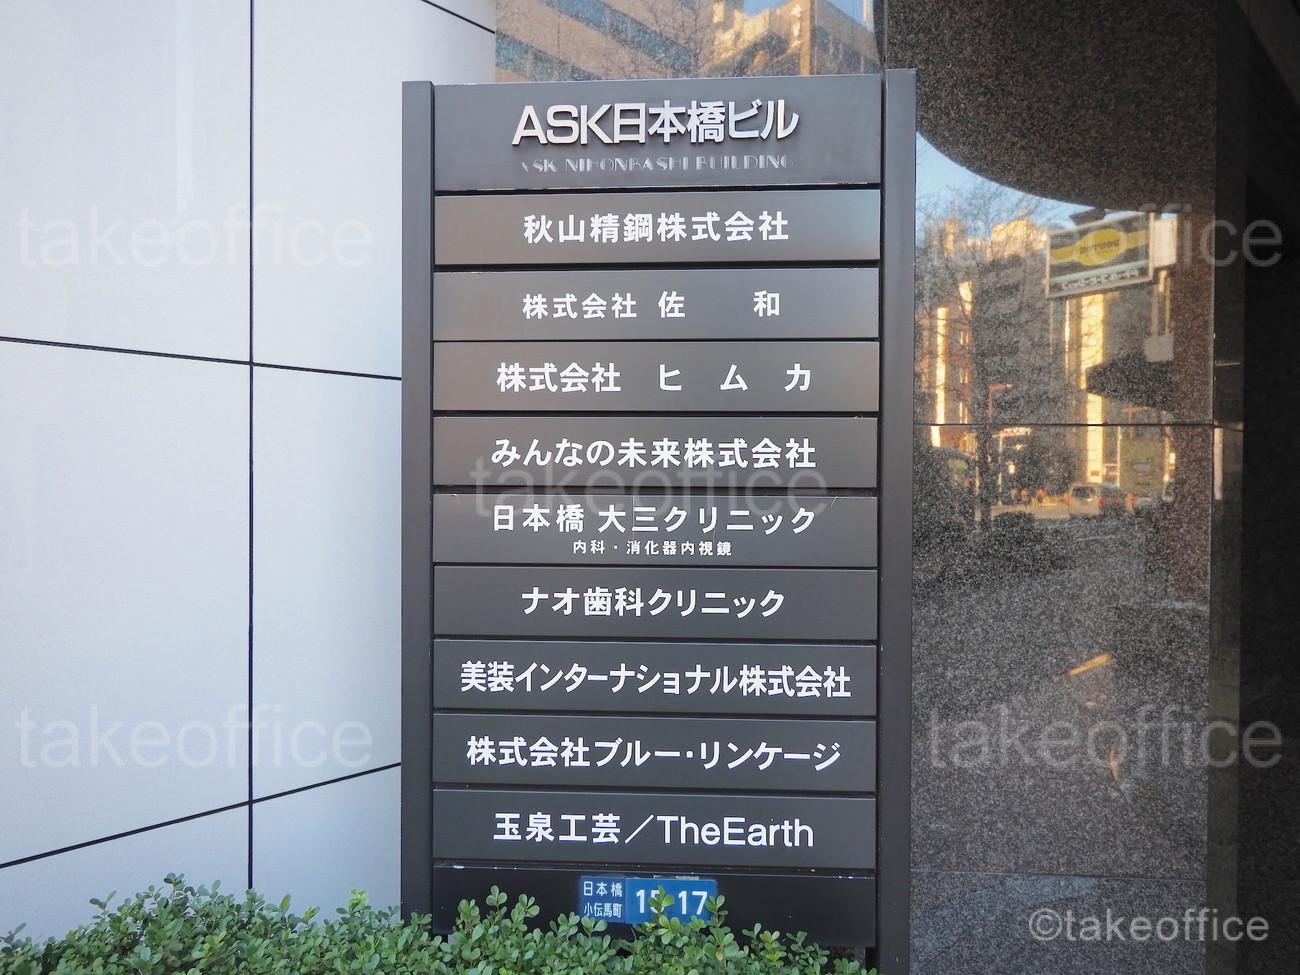 ASK日本橋ビル
ASK NIHONBASHI BUILDING
秋山精鋼株式会社
株式会社 佐 和
株式会社 ヒムカ
みんなの未来株式会社
日本橋 大三クリニック
内科・消化器内視鏡
ナオ歯科クリニック
美装インターナショナル株式会社
株式会社ブルー・リンケージ
玉泉工芸／TheEarth
日本橋
小伝馬町
15-17
takeoffice
takeoffice
takeoffice
takeoffice
takeoffice
©takeoffice